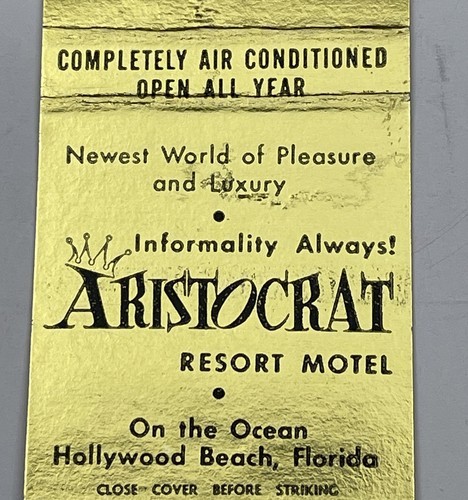 COMPLETELY AIR CONDITIONED
OPEN ALL YEAR
Newest World of Pleasure
and Luxury
•
Informality Always!
ARISTOCRAT
RESORT MOTEL
•
On the Ocean
Hollywood Beach, Florida
CLOSE COVER BEFORE STRIKING